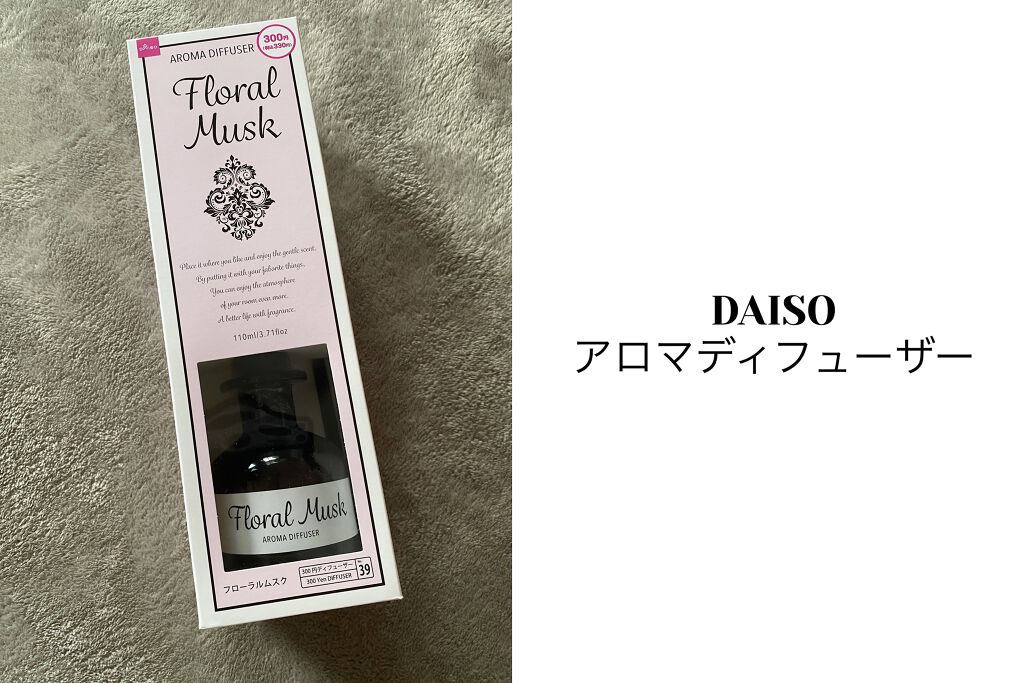 DAISO
300円
(税込330円)
AROMA DIFFUSER
Floral
Musk
Place it where you like and enjoy the gentle scent.
By putting it with your faborite things,
You can enjoy the atmosphere
of your room even more.
A better life with fragrance.
110ml/3.71floz
Floral Musk
AROMA DIFFUSER
フローラルムスク
300円ディフューザー
300 Yen DIFFUSER
No.
39
DAISO
アロマディフューザー